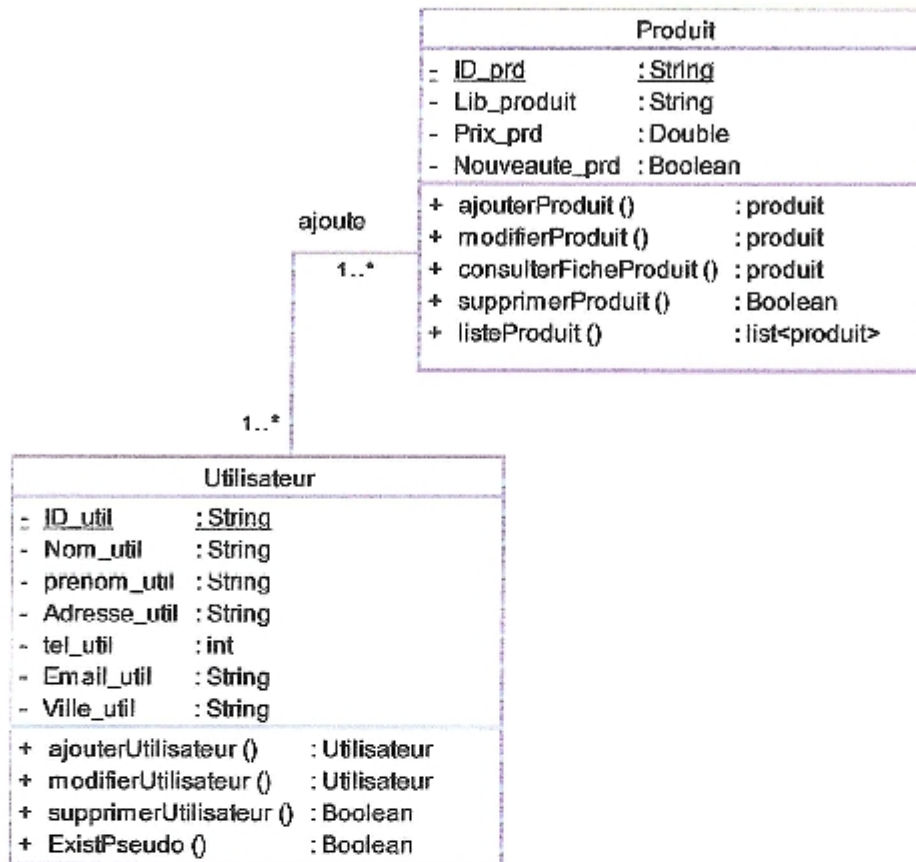 Produit
- ID_prd : String
- Lib_produit : String
- Prix_prd : Double
- Nouveaute_prd : Boolean
+ ajouterProduit () : produit
+ modifierProduit () : produit
+ consulterFicheProduit () : produit
+ supprimerProduit () : Boolean
+ listeProduit () : list<produit>
ajoute
1..*
1..*
Utilisateur
- ID_util : String
- Nom_util : String
- prenom_util : String
- Adresse_util : String
- tel_util : int
- Email_util : String
- Ville_util : String
+ ajouterUtilisateur () : Utilisateur
+ modifierUtilisateur () : Utilisateur
+ supprimerUtilisateur () : Boolean
+ ExistPseudo () : Boolean